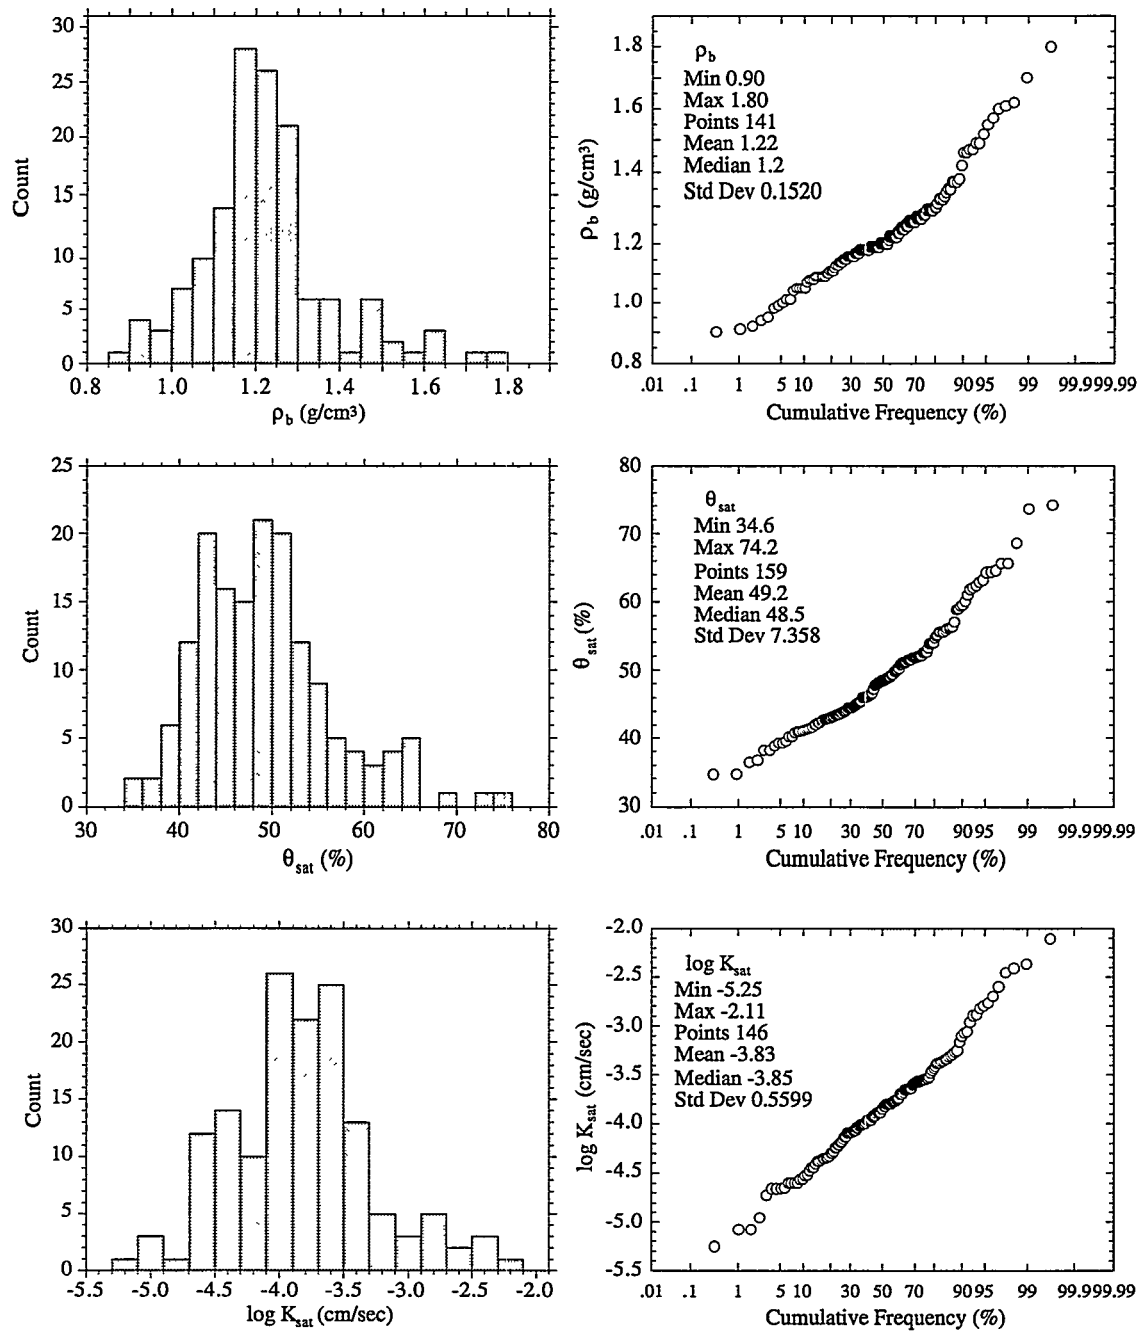 30
25
20
15
10
5
0
Count
0.8 1.0 1.2 1.4 1.6 1.8
ρb (g/cm³)
1.8
1.6
1.4
1.2
1.0
0.8
ρb (g/cm³)
ρb
Min 0.90
Max 1.80
Points 141
Mean 1.22
Median 1.2
Std Dev 0.1520
.01 .1 1 5 10 30 50 70 90 95 99 99.999.99
Cumulative Frequency (%)
25
20
15
10
5
0
Count
30 40 50 60 70 80
θsat (%)
80
70
60
50
40
30
θsat (%)
θsat
Min 34.6
Max 74.2
Points 159
Mean 49.2
Median 48.5
Std Dev 7.358
.01 .1 1 5 10 30 50 70 90 95 99 99.999.99
Cumulative Frequency (%)
30
25
20
15
10
5
0
Count
-5.5 -5.0 -4.5 -4.0 -3.5 -3.0 -2.5 -2.0
log Ksat (cm/sec)
-2.0
-2.5
-3.0
-3.5
-4.0
-4.5
-5.0
-5.5
log Ksat (cm/sec)
log Ksat
Min -5.25
Max -2.11
Points 146
Mean -3.83
Median -3.85
Std Dev 0.5599
.01 .1 1 5 10 30 50 70 90 95 99 99.999.99
Cumulative Frequency (%)